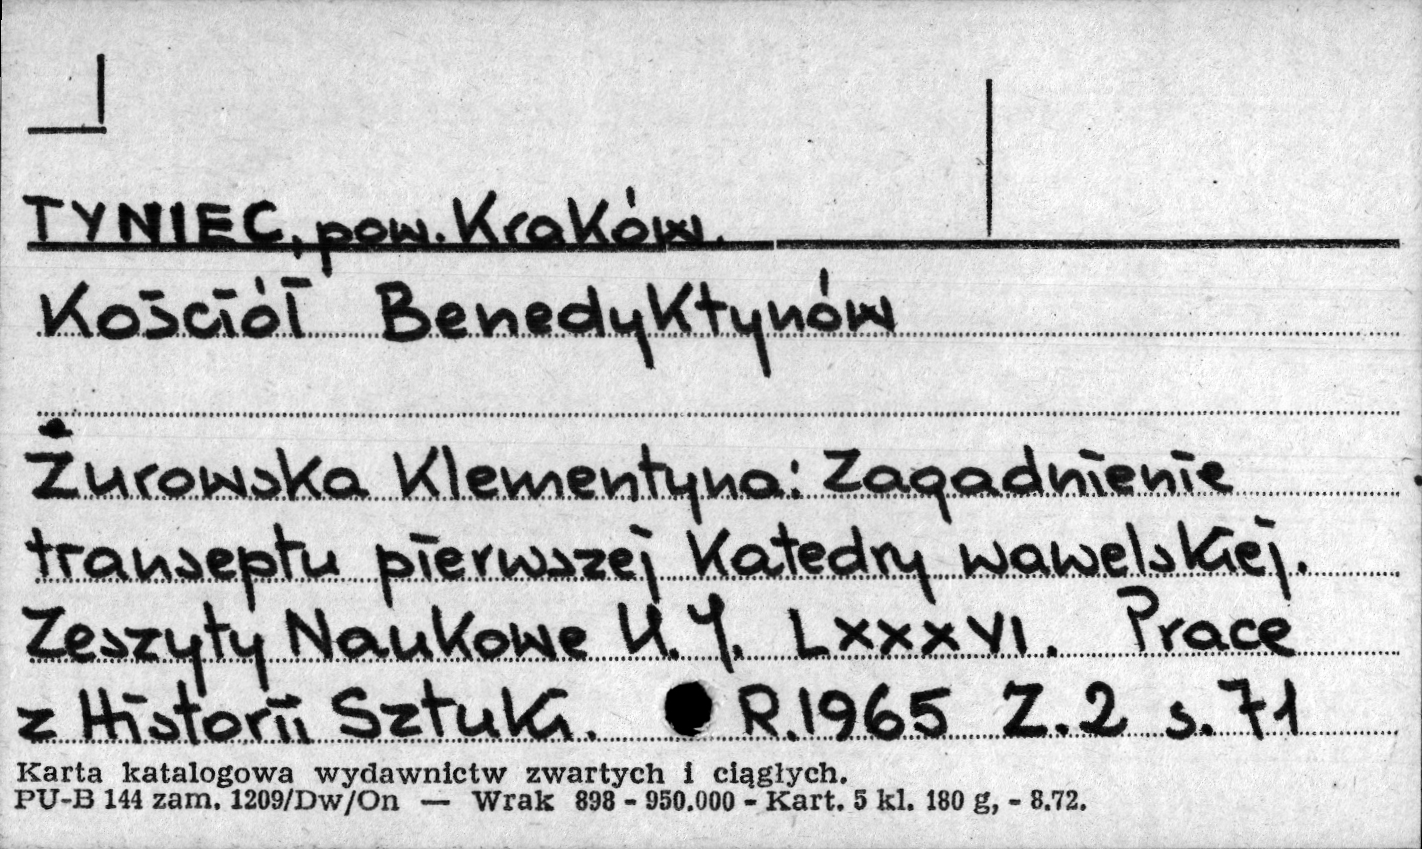 TYNIEC, pow. Kraków.
Kościół Benedyktynów
Żurowska Klementyna: Zagadnienie
transeptu pierwszej Katedry wawelskiej.
Zeszyty Naukowe U.J. LXXXVI. Prace
z Historii Sztuki. R.1965 Z.2 s.71
Karta katalogowa wydawnictw zwartych i ciągłych.
PU-B 144 zam. 1209/Dw/On — Wrak 898 - 950.000 - Kart. 5 kl. 180 g, - 8.72.